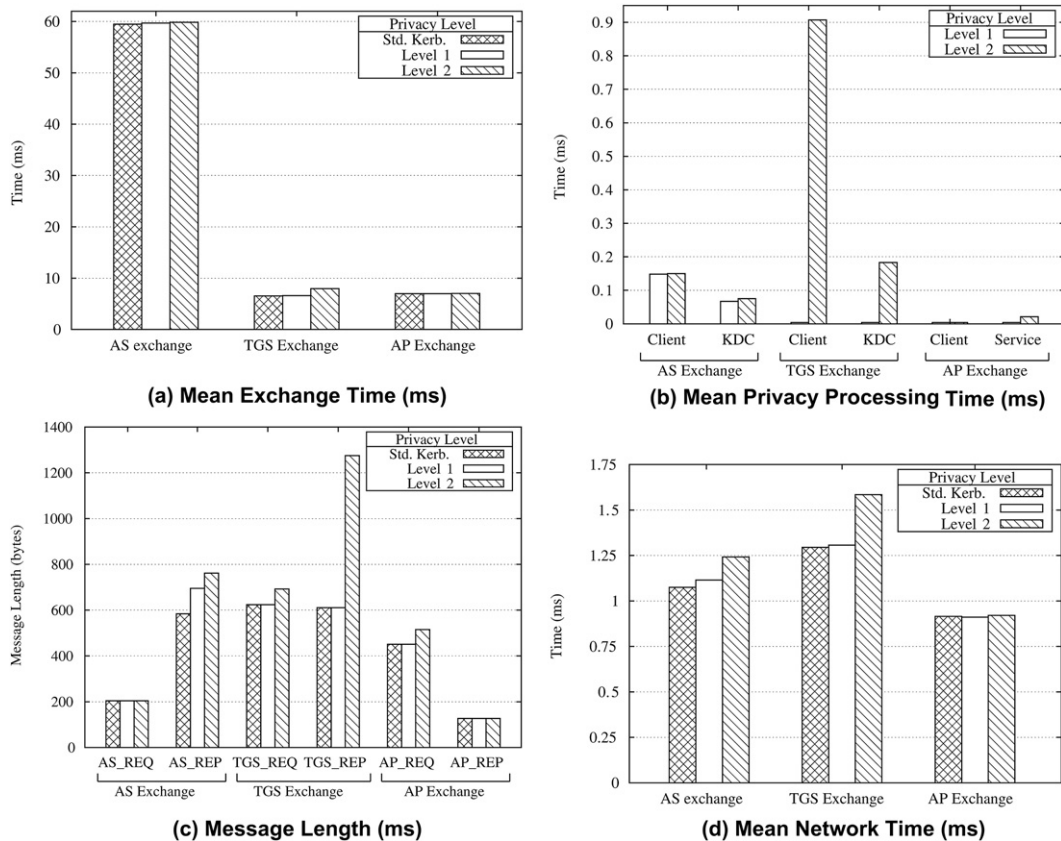 Privacy Level
Std. Kerb.
Level 1
Level 2
60
50
40
30
20
10
0
Time (ms)
AS exchange TGS Exchange AP Exchange
(a) Mean Exchange Time (ms)
Privacy Level
Level 1
Level 2
0.9
0.8
0.7
0.6
0.5
0.4
0.3
0.2
0.1
0
Time (ms)
Client KDC Client KDC Client Service
AS Exchange TGS Exchange AP Exchange
(b) Mean Privacy Processing Time (ms)
1400
1200
1000
800
600
400
200
0
Message Length (bytes)
Privacy Level
Std. Kerb.
Level 1
Level 2
AS_REQ AS_REP TGS_REQ TGS_REP AP_REQ AP_REP
AS Exchange TGS Exchange AP Exchange
(c) Message Length (ms)
1.75
1.5
1.25
1
0.75
0.5
0.25
0
Time (ms)
Privacy Level
Std. Kerb.
Level 1
Level 2
AS exchange TGS Exchange AP Exchange
(d) Mean Network Time (ms)